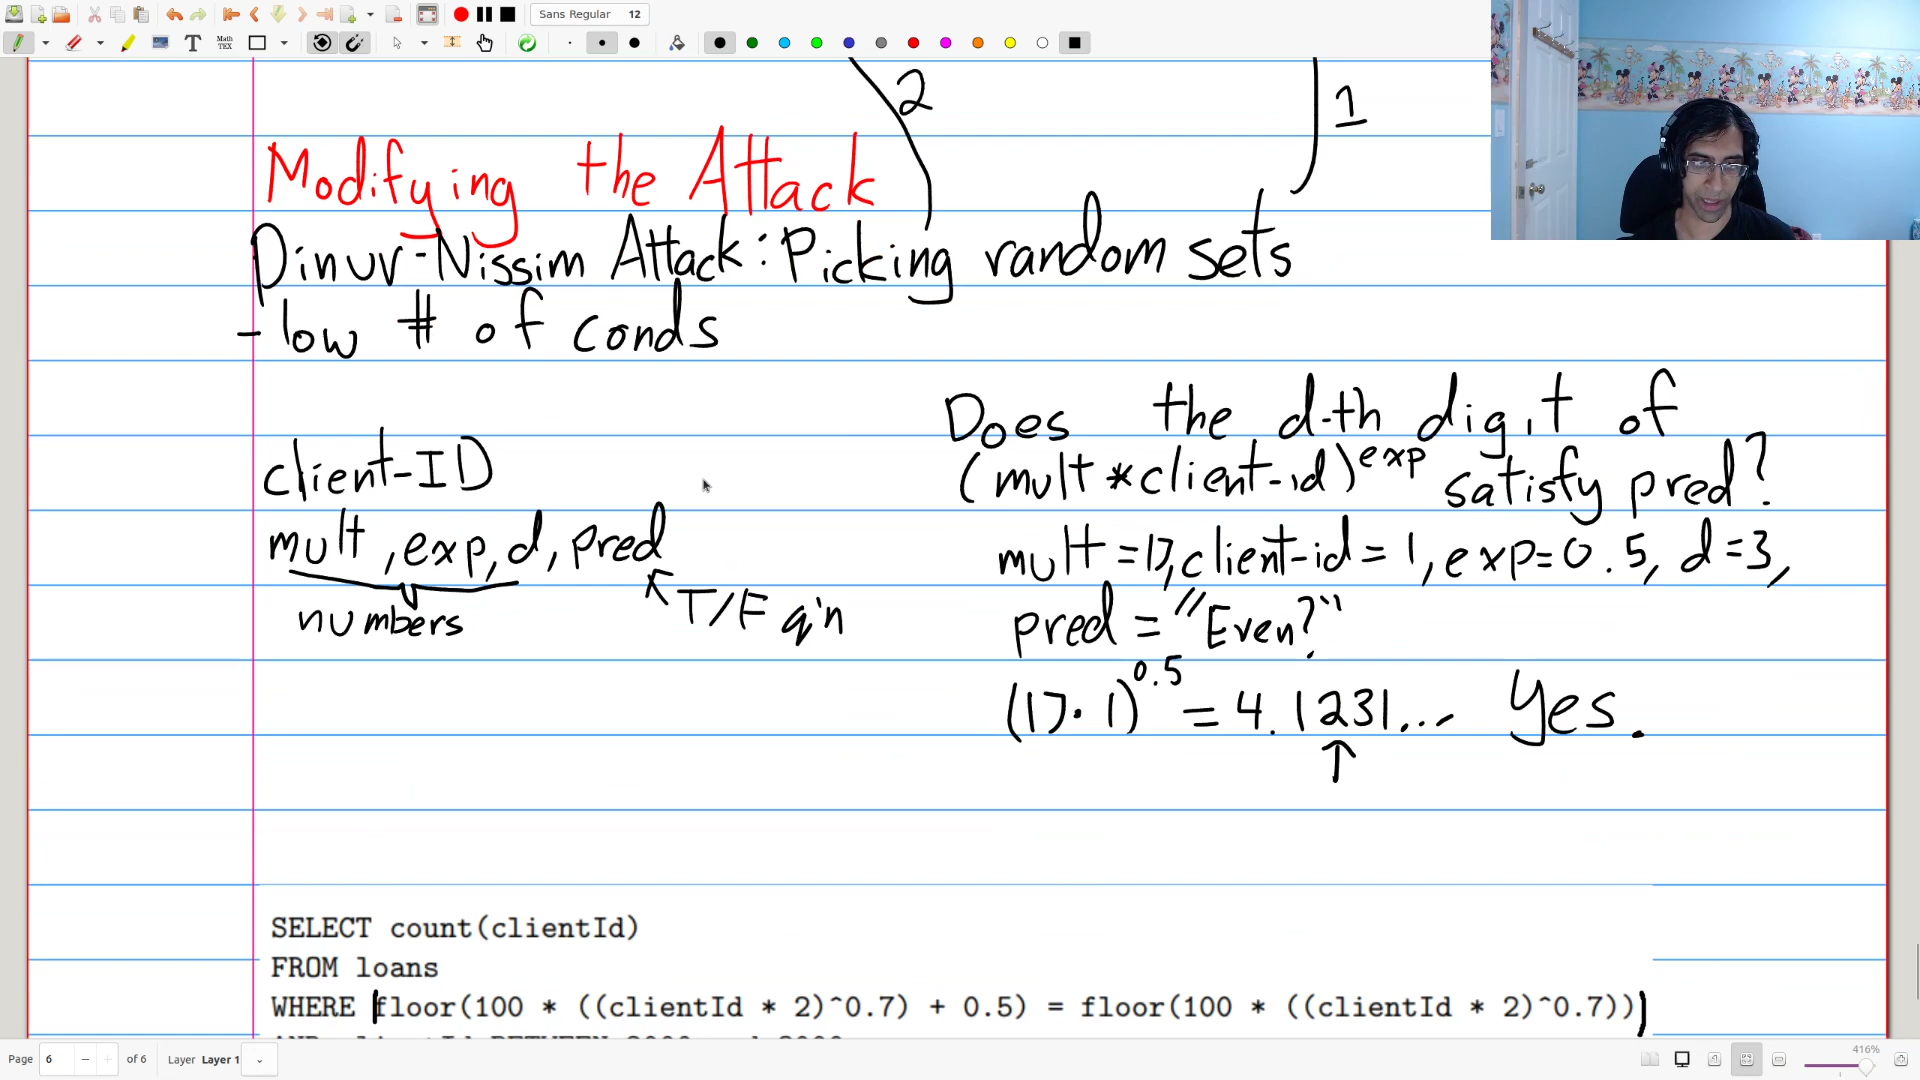 Sans Regular 12
2
1
Modifying the Attack
Dinur-Nissim Attack: Picking random sets
- low # of conds
client-ID
mult, exp, d, pred
numbers
T/F q'n
Does the d-th digit of
(mult * client-id)^exp satisfy pred?
mult = 17, client-id = 1, exp = 0.5, d = 3,
pred = "Even?"
(17 · 1)^0.5 = 4.1231... Yes.
SELECT count(clientId)
FROM loans
WHERE floor(100 * ((clientId * 2)^0.7) + 0.5) = floor(100 * ((clientId * 2)^0.7))
Page 6 of 6 Layer Layer 1
416%